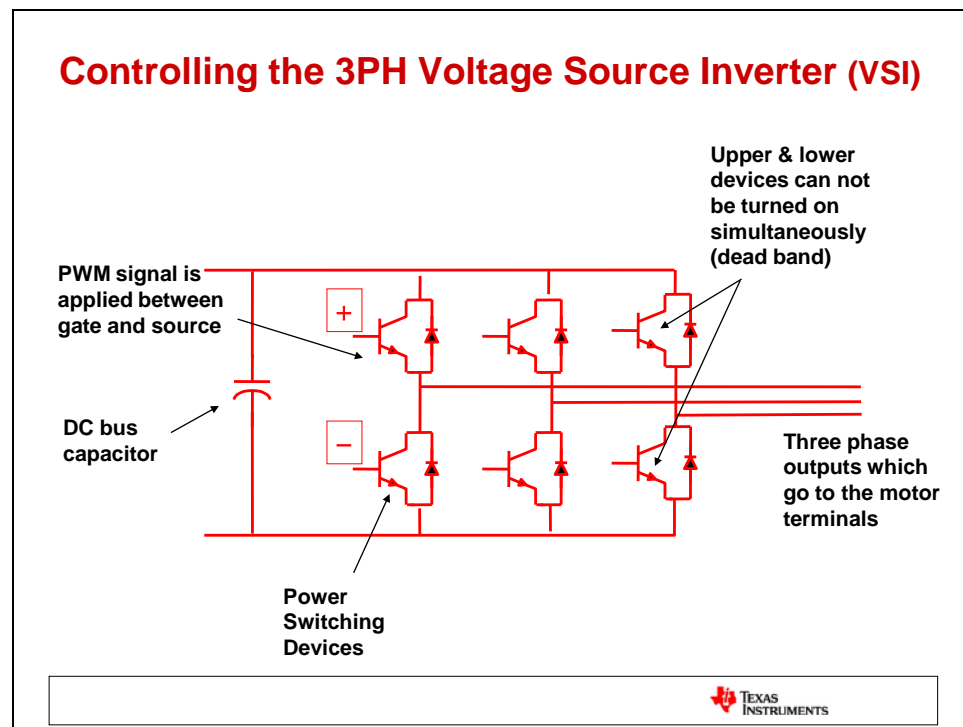 Controlling the 3PH Voltage Source Inverter (VSI)
Upper & lower
devices can not
be turned on
simultaneously
(dead band)
PWM signal is
applied between
gate and source
+
DC bus
capacitor
−
Three phase
outputs which
go to the motor
terminals
Power
Switching
Devices
TEXAS
INSTRUMENTS